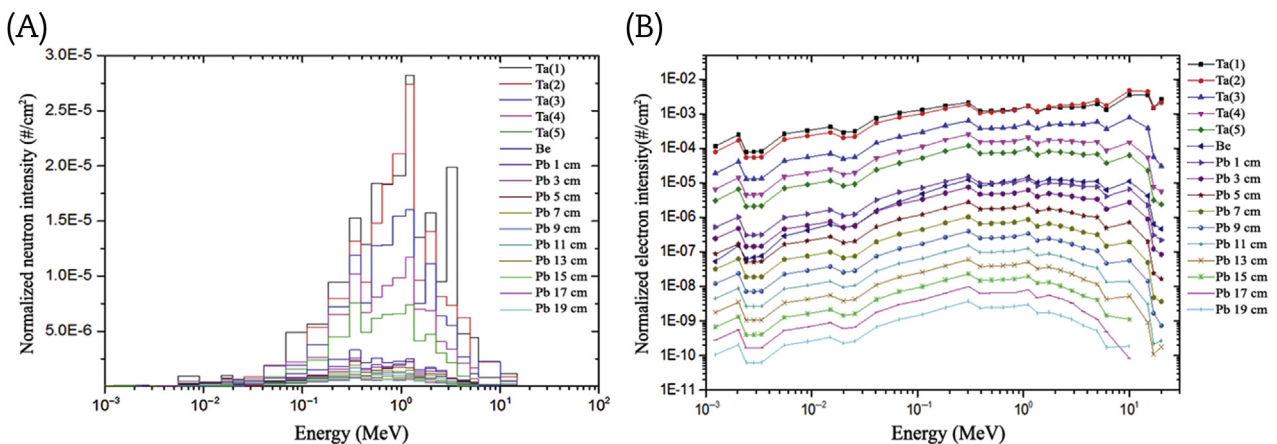 (A)
3.0E-5
2.5E-5
2.0E-5
1.5E-5
1.0E-5
5.0E-6
Normalized neutron intensity (#/cm²)
10⁻³
10⁻²
10⁻¹
10⁰
10¹
10²
Energy (MeV)
Ta(1)
Ta(2)
Ta(3)
Ta(4)
Ta(5)
Be
Pb 1 cm
Pb 3 cm
Pb 5 cm
Pb 7 cm
Pb 9 cm
Pb 11 cm
Pb 13 cm
Pb 15 cm
Pb 17 cm
Pb 19 cm
(B)
1E-02
1E-03
1E-04
1E-05
1E-06
1E-07
1E-08
1E-09
1E-10
1E-11
Normalized electron intensity(#/cm²)
10⁻³
10⁻²
10⁻¹
10⁰
10¹
Energy (MeV)
Ta(1)
Ta(2)
Ta(3)
Ta(4)
Ta(5)
Be
Pb 1 cm
Pb 3 cm
Pb 5 cm
Pb 7 cm
Pb 9 cm
Pb 11 cm
Pb 13 cm
Pb 15 cm
Pb 17 cm
Pb 19 cm